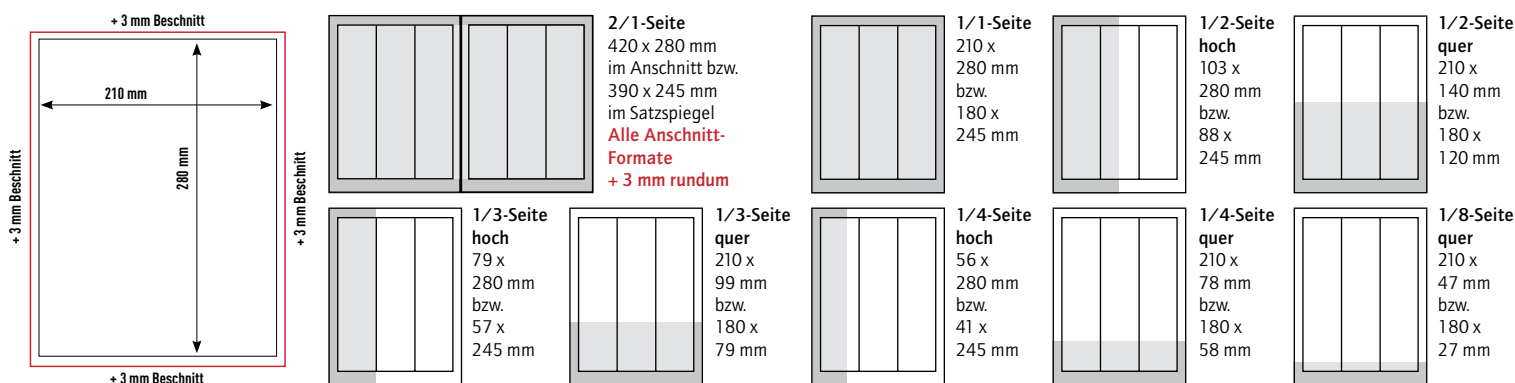 + 3 mm Beschnitt
210 mm
280 mm
+ 3 mm Beschnitt
+ 3 mm Beschnitt
+ 3 mm Beschnitt
2/1-Seite
420 x 280 mm
im Anschnitt bzw.
390 x 245 mm
im Satzspiegel
Alle Anschnitt-
Formate
+ 3 mm rundum
1/1-Seite
210 x
280 mm
bzw.
180 x
245 mm
1/2-Seite
hoch
103 x
280 mm
bzw.
88 x
245 mm
1/2-Seite
quer
210 x
140 mm
bzw.
180 x
120 mm
1/3-Seite
hoch
79 x
280 mm
bzw.
57 x
245 mm
1/3-Seite
quer
210 x
99 mm
bzw.
180 x
79 mm
1/4-Seite
hoch
56 x
280 mm
bzw.
41 x
245 mm
1/4-Seite
quer
210 x
78 mm
bzw.
180 x
58 mm
1/8-Seite
quer
210 x
47 mm
bzw.
180 x
27 mm